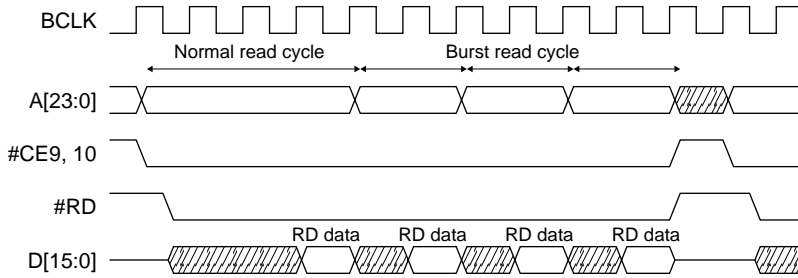 BCLK
Normal read cycle Burst read cycle
A[23:0]
#CE9, 10
#RD
RD data RD data RD data RD data
D[15:0]